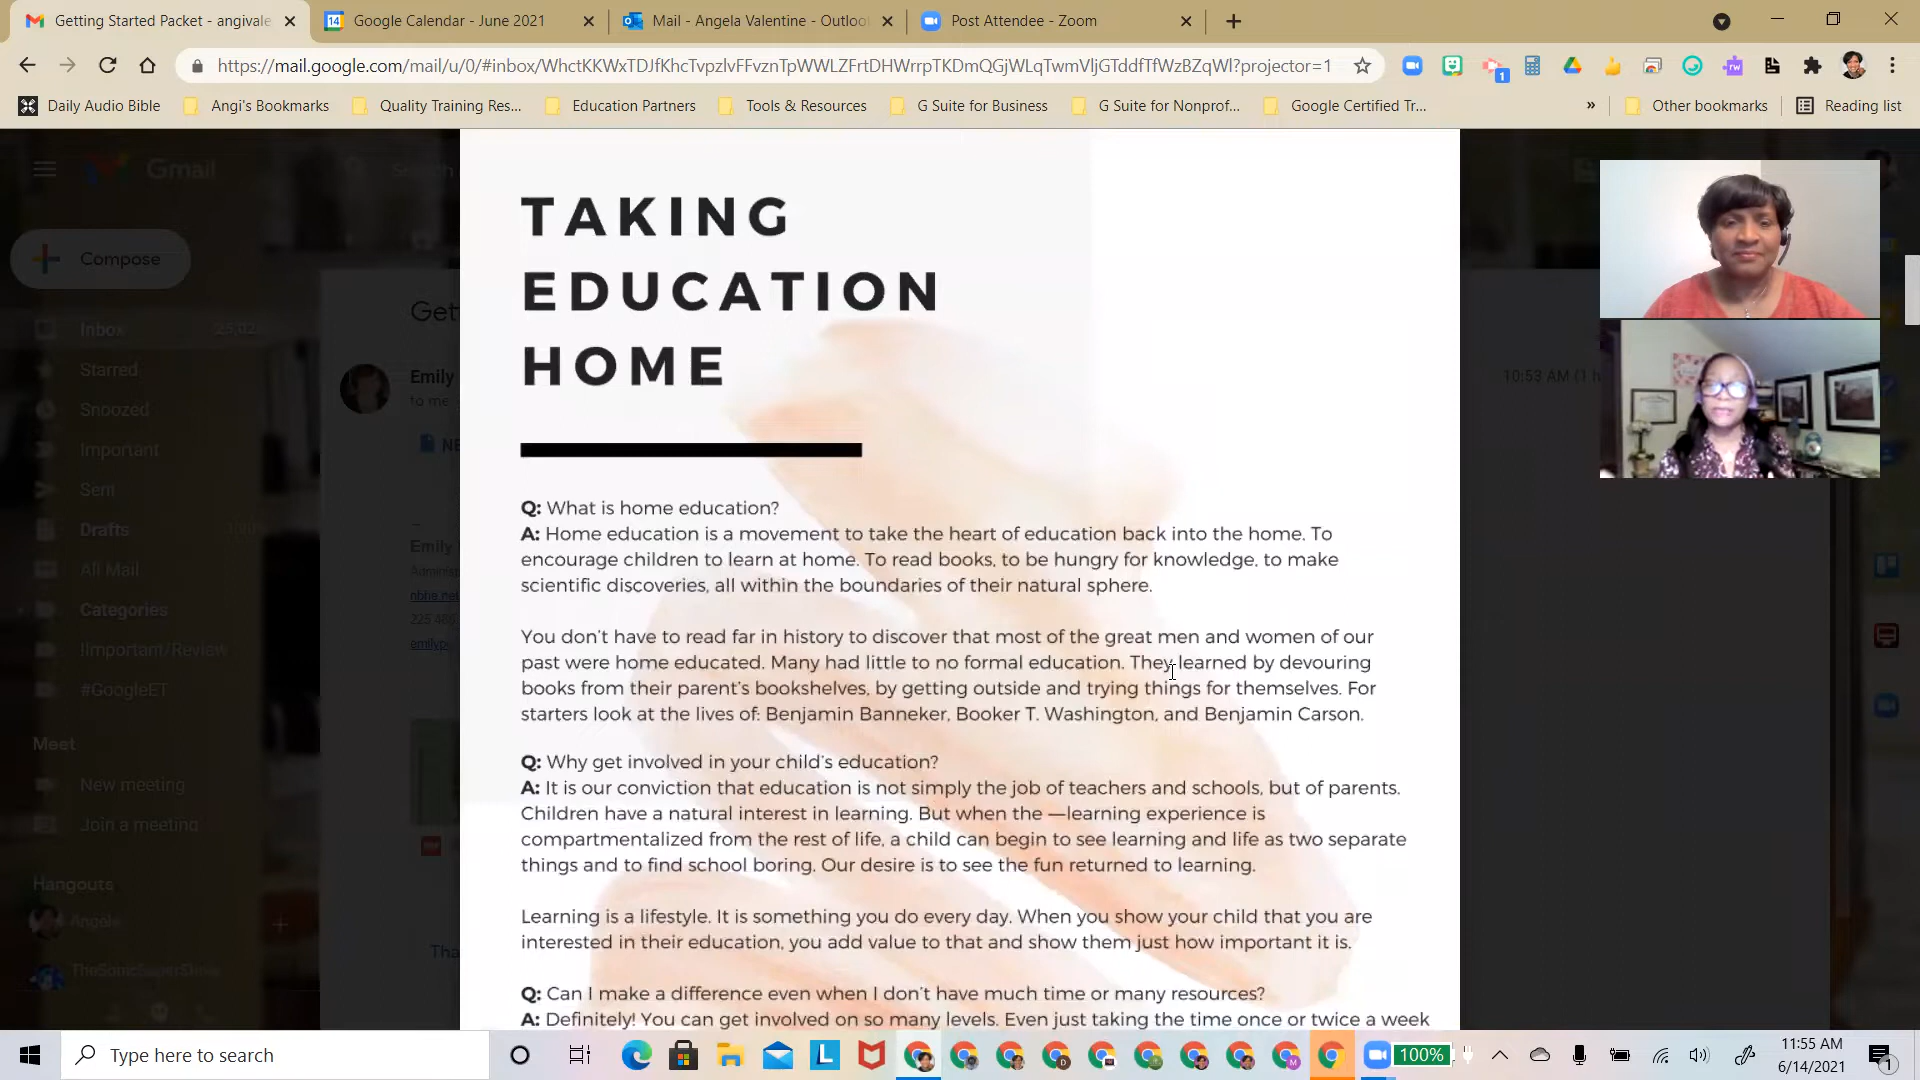 Getting Started Packet - angivale
Google Calendar - June 2021
Mail - Angela Valentine - Outloo
Post Attendee - Zoom
https://mail.google.com/mail/u/0/#inbox/WhctKKWxTDJfKhcTvpzlvFFvznTpWWLZFrtDHWrrpTKDmQGjWLqTwmVljGTddfTfWzBZqWl?projector=1
1
Daily Audio Bible
Angi's Bookmarks
Quality Training Res...
Education Partners
Tools & Resources
G Suite for Business
G Suite for Nonprof...
Google Certified Tr...
»
Other bookmarks
Reading list
Gmail
Search
Compose
Inbox
Starred
Snoozed
Important
Sent
Drafts
All Mail
Categories
!Important/Review
#GoogleET
Meet
New meeting
Join a meeting
Hangouts
Angela
Get
Emily
to me
10:53 AM (1
Emily
nbhe.net
225
Tha
TAKING
EDUCATION
HOME
Q: What is home education?
A: Home education is a movement to take the heart of education back into the home. To
encourage children to learn at home. To read books, to be hungry for knowledge, to make
scientific discoveries, all within the boundaries of their natural sphere.
You don't have to read far in history to discover that most of the great men and women of our
past were home educated. Many had little to no formal education. They learned by devouring
books from their parent's bookshelves, by getting outside and trying things for themselves. For
starters look at the lives of: Benjamin Banneker, Booker T. Washington, and Benjamin Carson.
Q: Why get involved in your child's education?
A: It is our conviction that education is not simply the job of teachers and schools, but of parents.
Children have a natural interest in learning. But when the —learning experience is
compartmentalized from the rest of life, a child can begin to see learning and life as two separate
things and to find school boring. Our desire is to see the fun returned to learning.
Learning is a lifestyle. It is something you do every day. When you show your child that you are
interested in their education, you add value to that and show them just how important it is.
Q: Can I make a difference even when I don't have much time or many resources?
A: Definitely! You can get involved on so many levels. Even just taking the time once or twice a week
Type here to search
100%
11:55 AM
6/14/2021
1